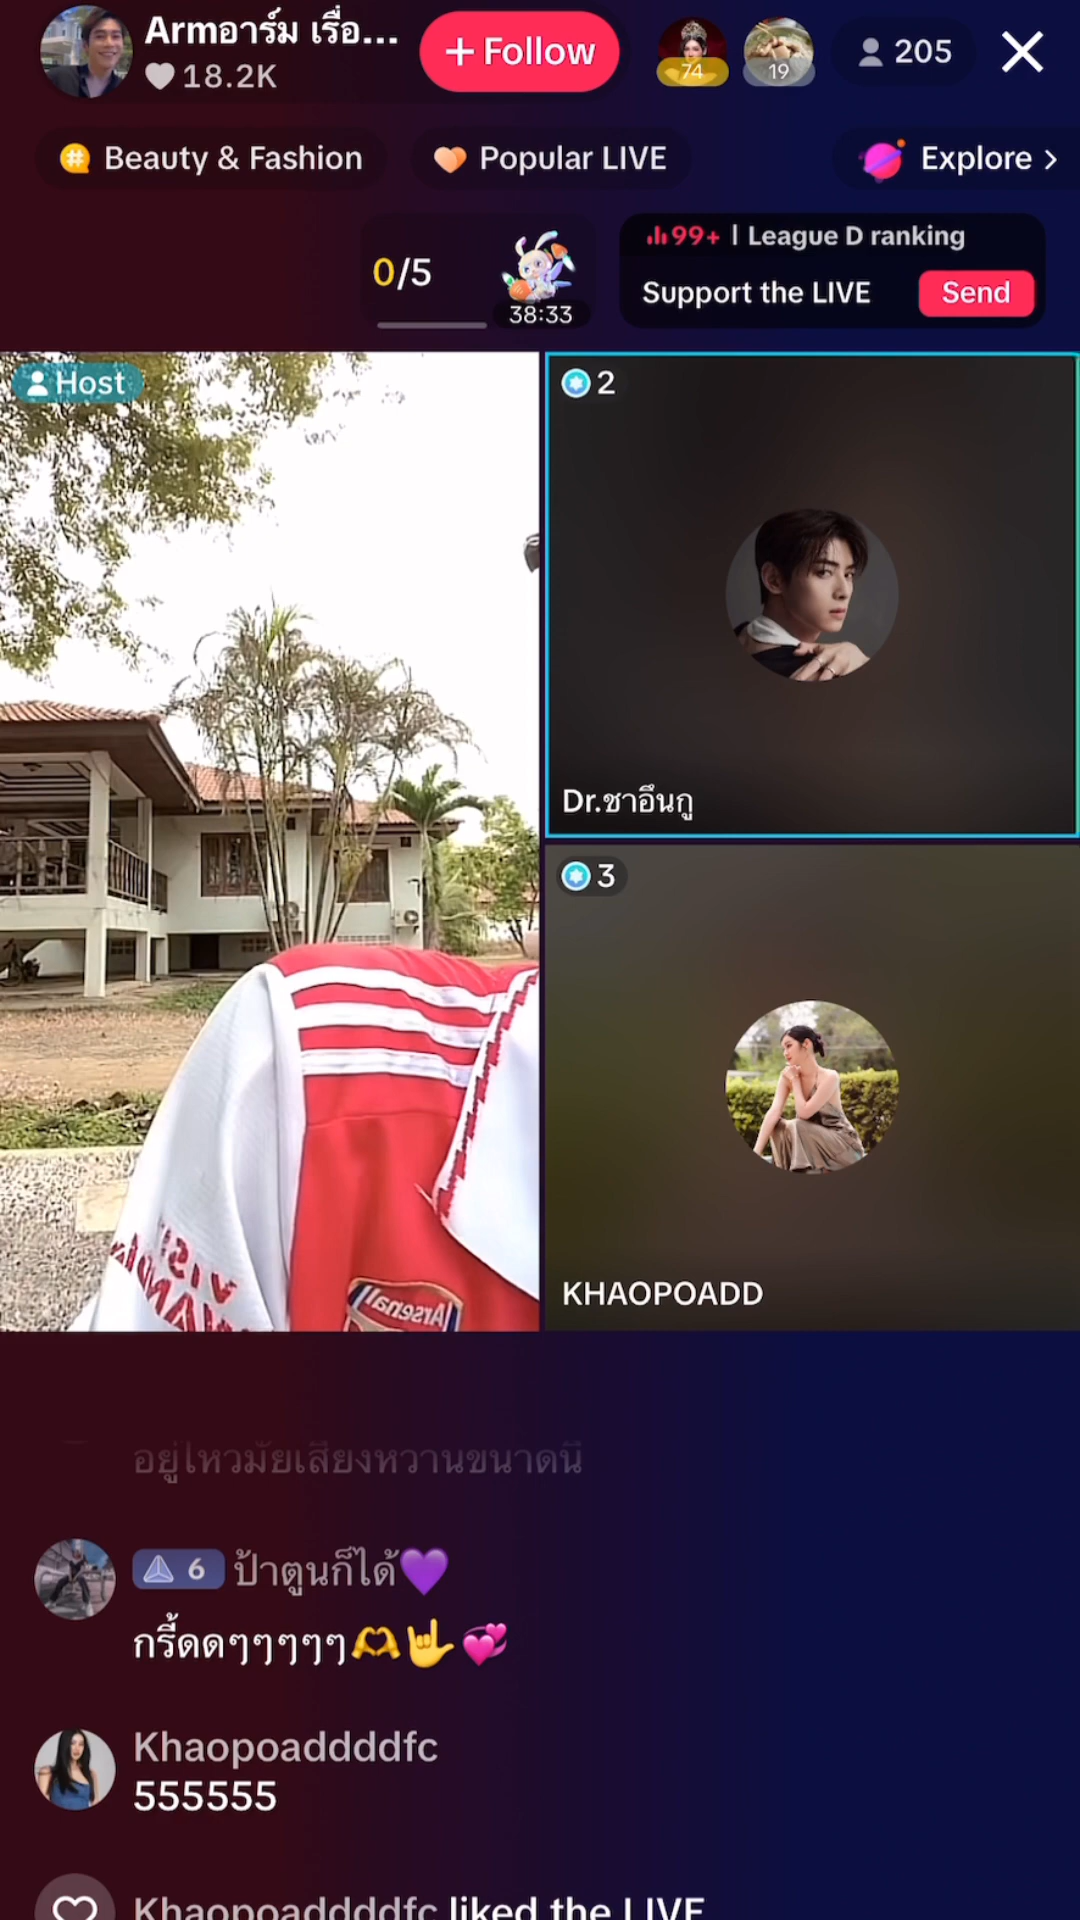 Armอาร์ม เรื่อ...
18.2K
+ Follow
74
19
205
Beauty & Fashion
Popular LIVE
Explore >
0/5
38:33
99+ | League D ranking
Support the LIVE
Send
Host
2
Dr.ชาอึนกู
3
KHAOPOADD
Arsenal
อยู่ไหวมั้ยเสียงหวานขนาดนี้
6 ป้าตูนก็ได้💜
กรี้ดดๆๆๆๆๆ🫶🤟💞
Khaopoaddddfc
555555
Khaopoaddddfc liked the LIVE